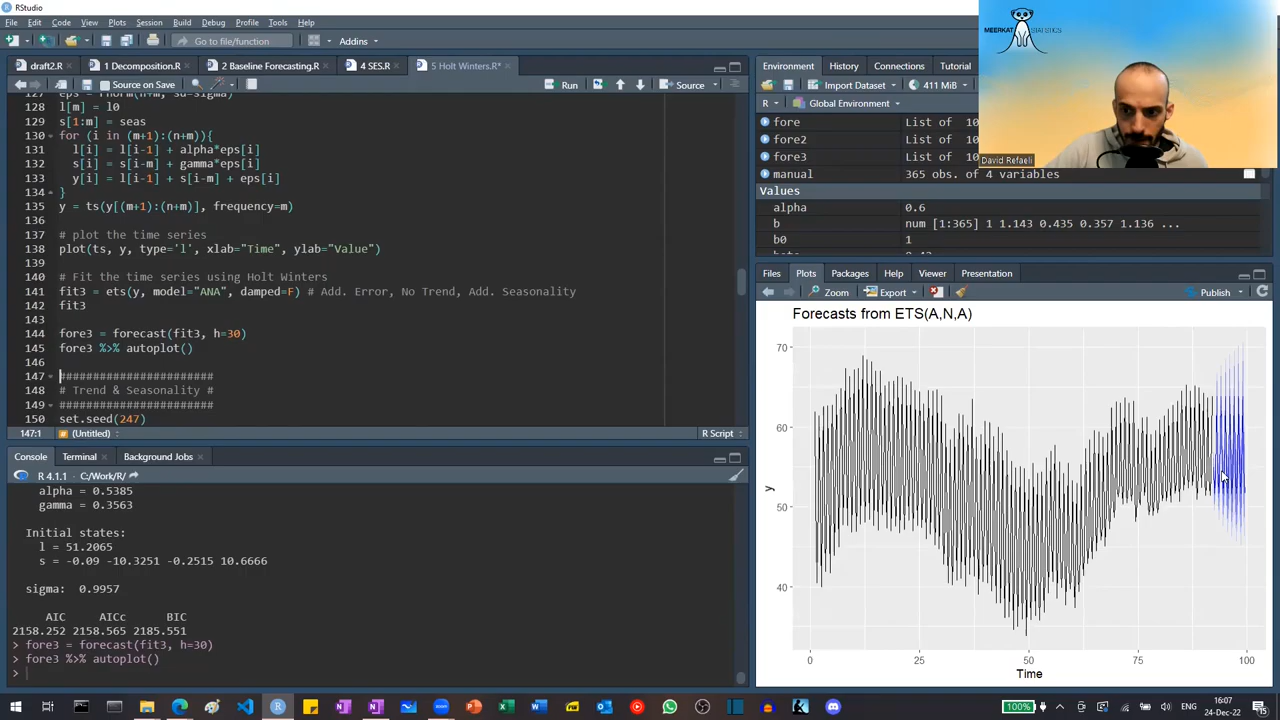 RStudio
File Edit Code View Plots Session Build Debug Profile Tools Help
Go to file/function
Addins
draft2.R 1 Decomposition.R 2 Baseline Forecasting.R 4 SES.R 5 Holt Winters.R*
Source on Save Run Source
128 l[m] = l0
129 s[1:m] = seas
130 for (i in (m+1):(n+m)){
131 l[i] = l[i-1] + alpha*eps[i]
132 s[i] = s[i-m] + gamma*eps[i]
133 y[i] = l[i-1] + s[i-m] + eps[i]
134 }
135 y = ts(y[(m+1):(n+m)], frequency=m)
136
137 # plot the time series
138 plot(ts, y, type='l', xlab="Time", ylab="Value")
139
140 # Fit the time series using Holt Winters
141 fit3 = ets(y, model="ANA", damped=F) # Add. Error, No Trend, Add. Seasonality
142 fit3
143
144 fore3 = forecast(fit3, h=30)
145 fore3 %>% autoplot()
146
147 #######################
148 # Trend & Seasonality #
149 #######################
150 set.seed(247)
147:1 (Untitled) R Script
Console Terminal Background Jobs
R 4.1.1 · C:/Work/R/
alpha = 0.5385
gamma = 0.3563
Initial states:
l = 51.2065
s = -0.09 -10.3251 -0.2515 10.6666
sigma: 0.9957
AIC AICc BIC
2158.252 2158.565 2185.551
> fore3 = forecast(fit3, h=30)
> fore3 %>% autoplot()
>
Environment History Connections Tutorial
Import Dataset 411 MiB
R Global Environment
fore List of 10
fore2 List of 10
fore3 List of 10
manual 365 obs. of 4 variables
Values
alpha 0.6
b num [1:365] 1 1.143 0.435 0.357 1.136 ...
b0 1
MEERKAT
STATISTICS
David Refaeli
Files Plots Packages Help Viewer Presentation
Zoom Export Publish
Forecasts from ETS(A,N,A)
70
60
50
40
y
0 25 50 75 100
Time
100%
ENG
16:07
24-Dec-22